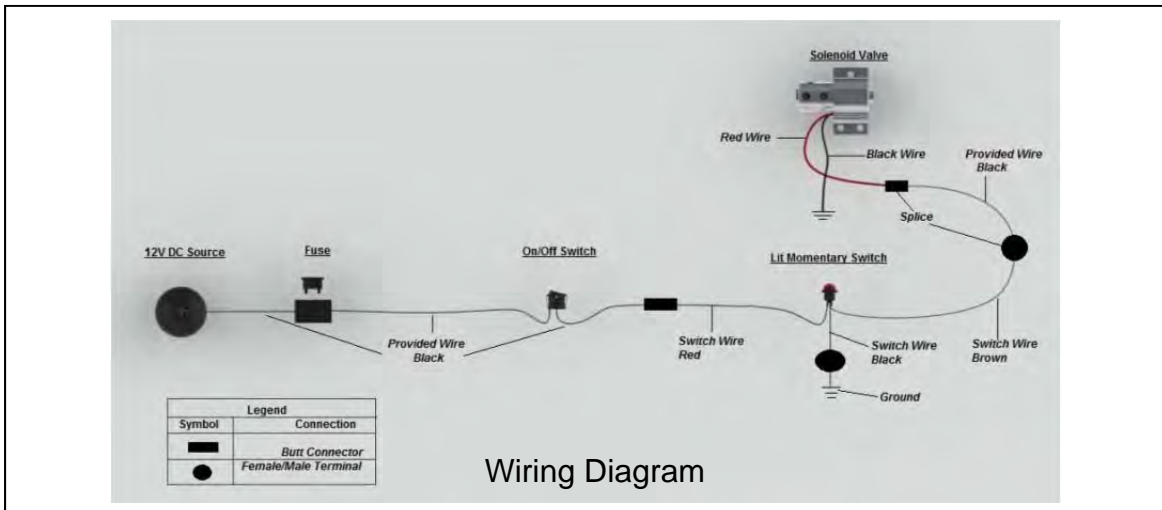 Solenoid Valve
Red Wire
Black Wire
Provided Wire
Black
Splice
12V DC Source
Fuse
On/Off Switch
Lit Momentary Switch
Provided Wire
Black
Switch Wire
Red
Switch Wire
Black
Switch Wire
Brown
Ground
Legend
Symbol Connection
Butt Connector
Female/Male Terminal
Wiring Diagram